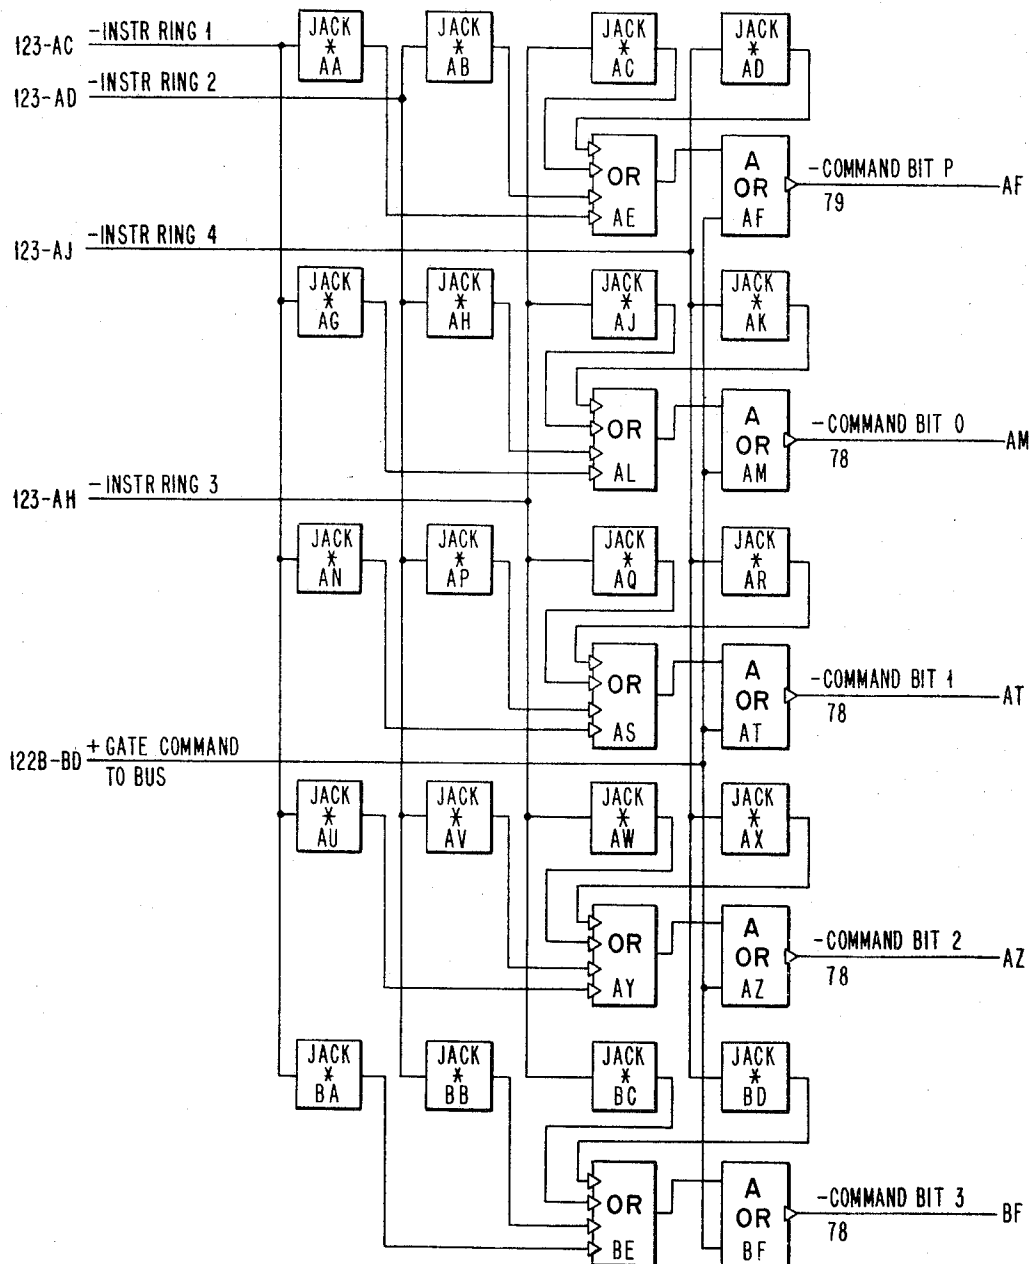 123-AC -INSTR RING 1
JACK * AA
JACK * AB
JACK * AC
JACK * AD
123-AD -INSTR RING 2
OR AE
A OR AF
-COMMAND BIT P
79
AF
123-AJ -INSTR RING 4
JACK * AG
JACK * AH
JACK * AJ
JACK * AK
OR AL
A OR AM
-COMMAND BIT 0
78
AM
123-AH -INSTR RING 3
JACK * AN
JACK * AP
JACK * AQ
JACK * AR
OR AS
A OR AT
-COMMAND BIT 1
78
AT
122B-BD + GATE COMMAND
TO BUS
JACK * AU
JACK * AV
JACK * AW
JACK * AX
OR AY
A OR AZ
-COMMAND BIT 2
78
AZ
JACK * BA
JACK * BB
JACK * BC
JACK * BD
OR BE
A OR BF
-COMMAND BIT 3
78
BF